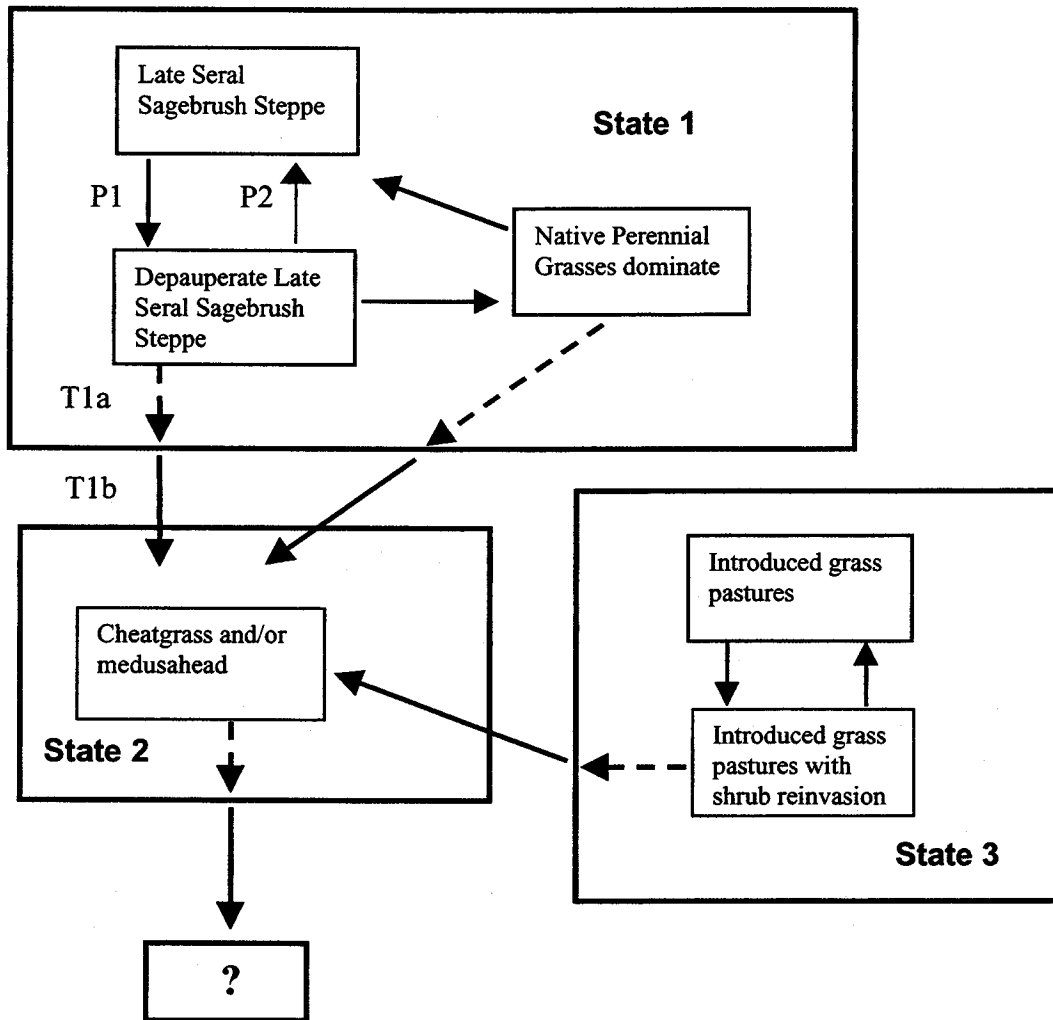 Late Seral
Sagebrush Steppe
State 1
P1
P2
Native Perennial
Grasses dominate
Depauperate Late
Seral Sagebrush
Steppe
T1a
T1b
Cheatgrass and/or
medusahead
State 2
Introduced grass
pastures
Introduced grass
pastures with
shrub reinvasion
State 3
?